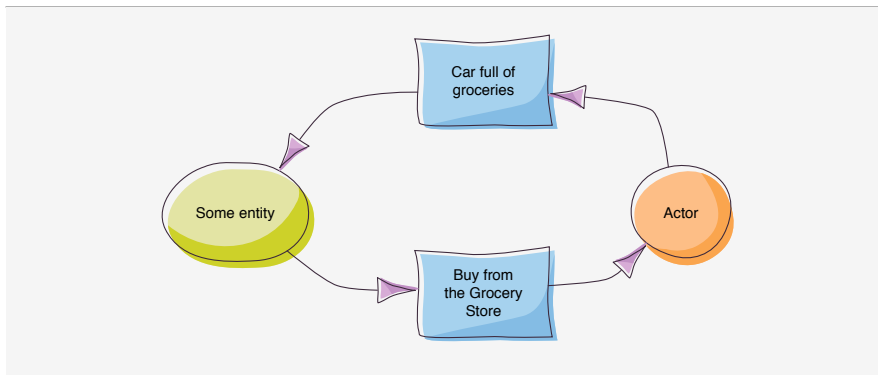 Car full of
groceries
Some entity
Actor
Buy from
the Grocery
Store